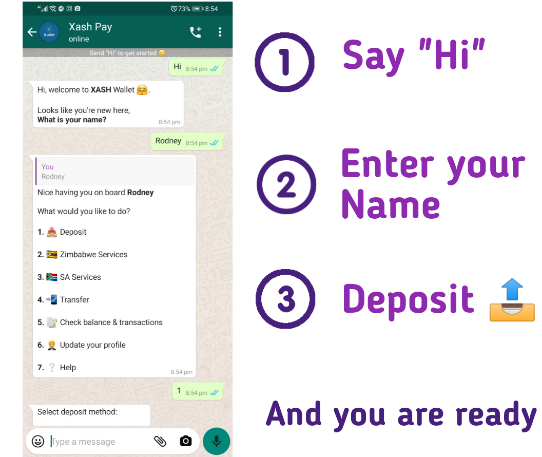 73% 8:54
Xash Pay
online
Send "Hi" to get started
Hi 8:54 pm
Hi, welcome to XASH Wallet 🤗.
Looks like you're new here,
What is your name?
8:54 pm
Rodney 8:54 pm
You
Rodney
Nice having you on board Rodney
What would you like to do?
1. Deposit
2. Zimbabwe Services
3. SA Services
4. Transfer
5. Check balance & transactions
6. Update your profile
7. ❔ Help
8:54 pm
1 8:54 pm
Select deposit method:
Type a message
1 Say "Hi"
2 Enter your
Name
3 Deposit
And you are ready